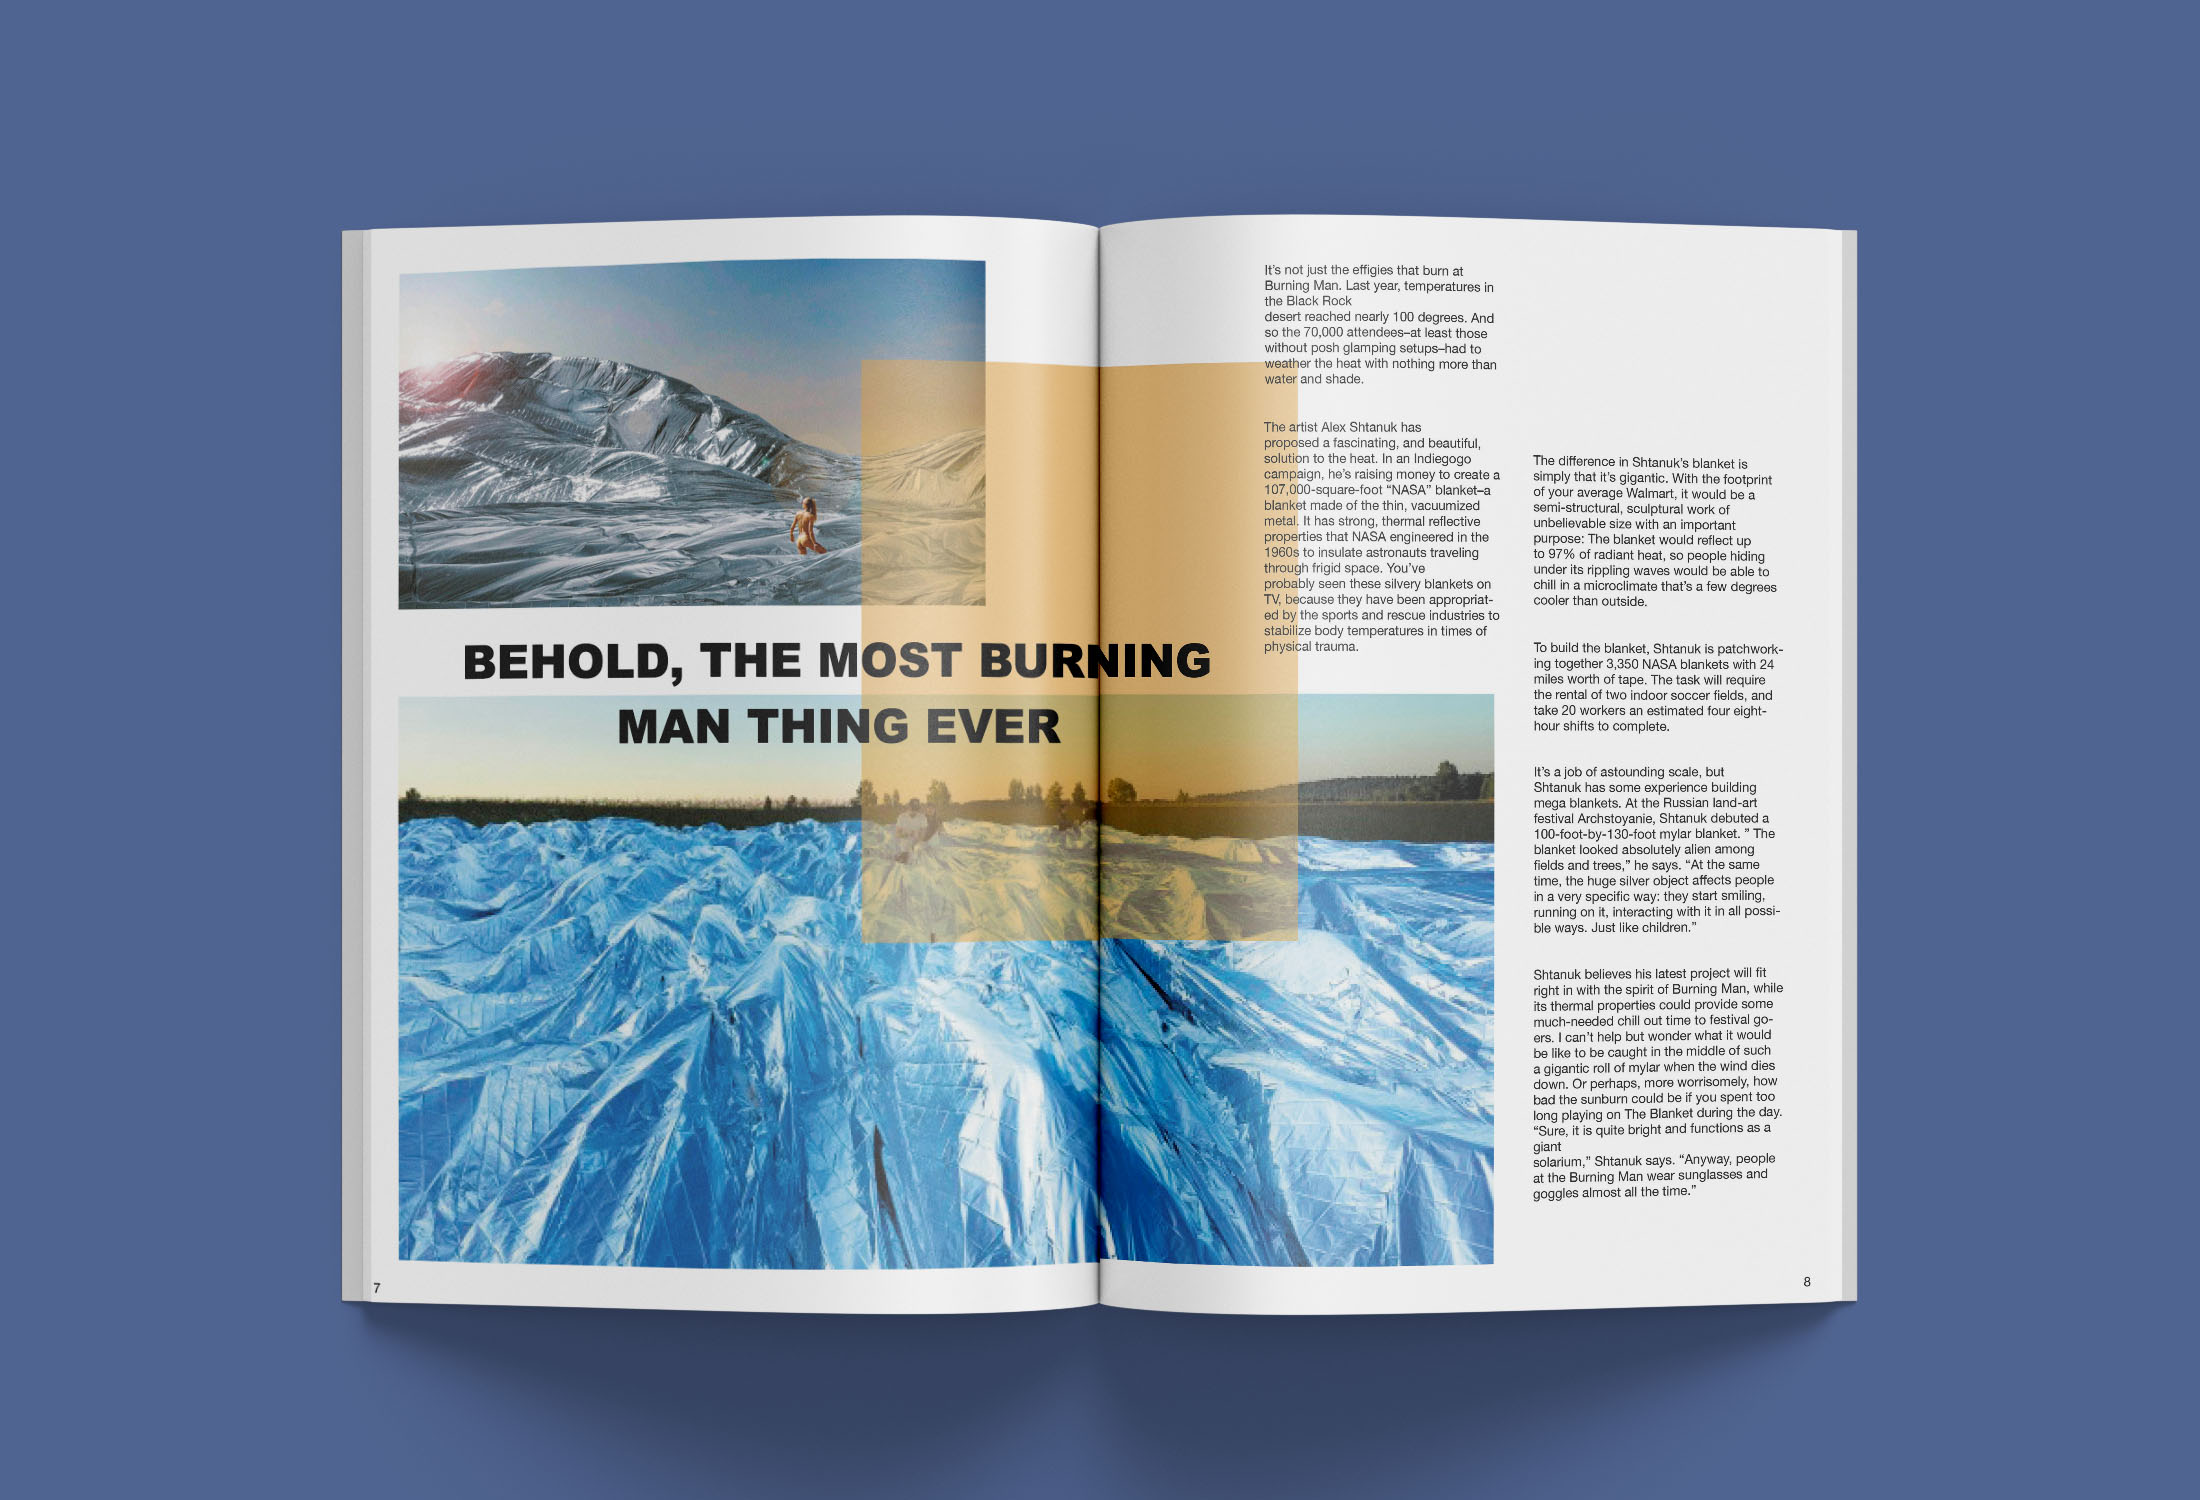 BEHOLD, THE MOST BURNING
MAN THING EVER
7
It's not just the effigies that burn at
Burning Man. Last year, temperatures in
the Black Rock
desert reached nearly 100 degrees. And
so the 70,000 attendees–at least those
without posh glamping setups–had to
weather the heat with nothing more than
water and shade.
The artist Alex Shtanuk has
proposed a fascinating, and beautiful,
solution to the heat. In an Indiegogo
campaign, he's raising money to create a
107,000-square-foot “NASA” blanket–a
blanket made of the thin, vacuumized
metal. It has strong, thermal reflective
properties that NASA engineered in the
1960s to insulate astronauts traveling
through frigid space. You've
probably seen these silvery blankets on
TV, because they have been appropriat-
ed by the sports and rescue industries to
stabilize body temperatures in times of
physical trauma.
The difference in Shtanuk's blanket is
simply that it's gigantic. With the footprint
of your average Walmart, it would be a
semi-structural, sculptural work of
unbelievable size with an important
purpose: The blanket would reflect up
to 97% of radiant heat, so people hiding
under its rippling waves would be able to
chill in a microclimate that's a few degrees
cooler than outside.
To build the blanket, Shtanuk is patchwork-
ing together 3,350 NASA blankets with 24
miles worth of tape. The task will require
the rental of two indoor soccer fields, and
take 20 workers an estimated four eight-
hour shifts to complete.
It's a job of astounding scale, but
Shtanuk has some experience building
mega blankets. At the Russian land-art
festival Archstoyanie, Shtanuk debuted a
100-foot-by-130-foot mylar blanket. ” The
blanket looked absolutely alien among
fields and trees,” he says. “At the same
time, the huge silver object affects people
in a very specific way: they start smiling,
running on it, interacting with it in all possi-
ble ways. Just like children.”
Shtanuk believes his latest project will fit
right in with the spirit of Burning Man, while
its thermal properties could provide some
much-needed chill out time to festival go-
ers. I can't help but wonder what it would
be like to be caught in the middle of such
a gigantic roll of mylar when the wind dies
down. Or perhaps, more worrisomely, how
bad the sunburn could be if you spent too
long playing on The Blanket during the day.
“Sure, it is quite bright and functions as a
giant
solarium,” Shtanuk says. “Anyway, people
at the Burning Man wear sunglasses and
goggles almost all the time.”
8